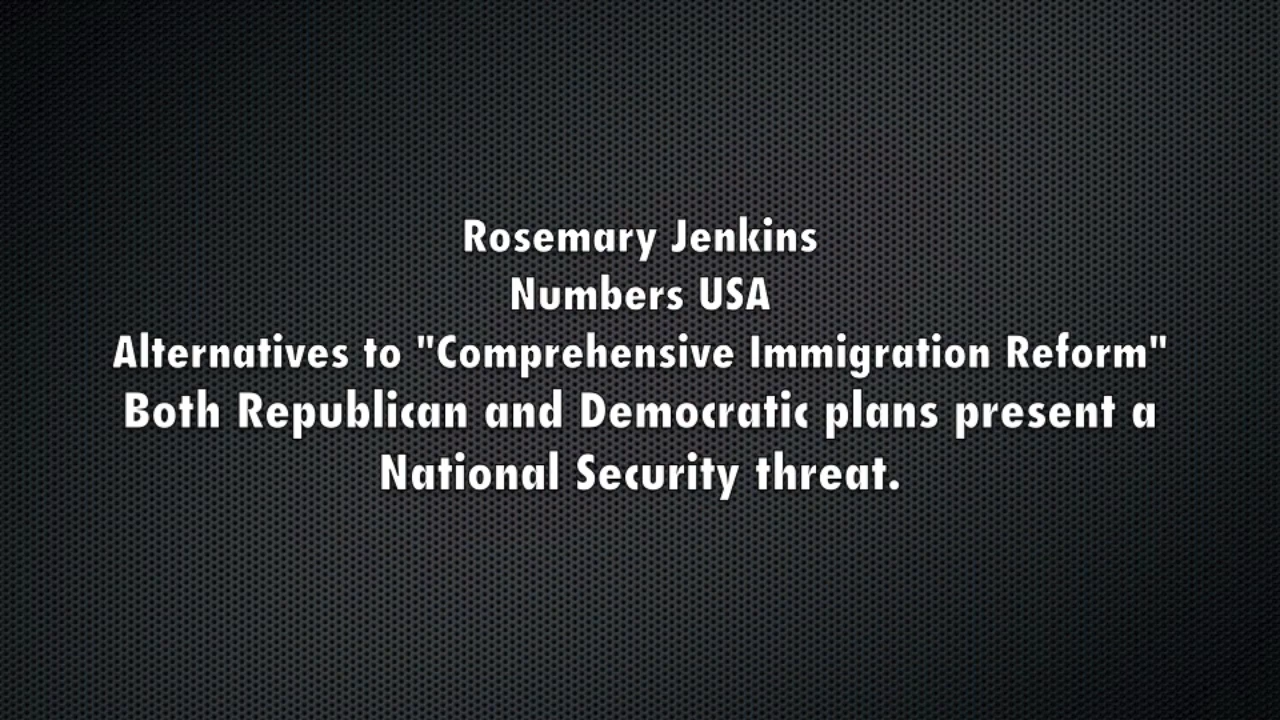 Rosemary Jenkins
Numbers USA
Alternatives to "Comprehensive Immigration Reform"
Both Republican and Democratic plans present a
National Security threat.